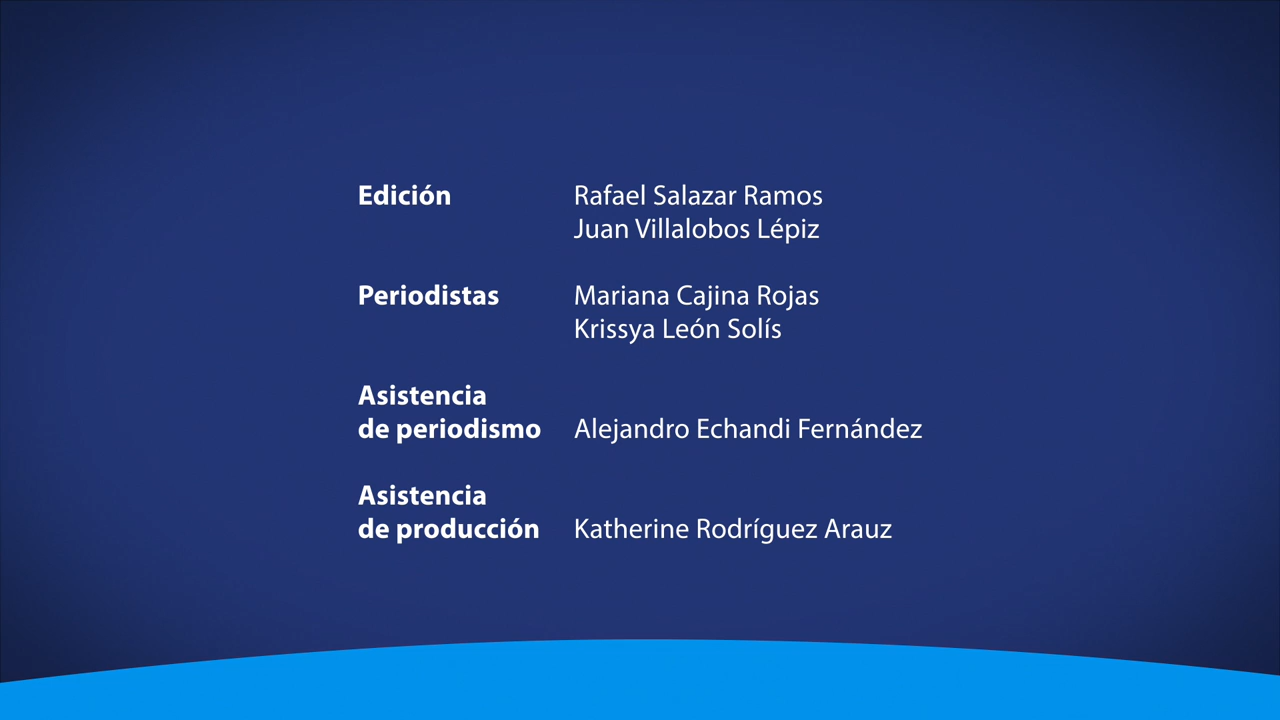 Edición Rafael Salazar Ramos
Juan Villalobos Lépiz
Periodistas Mariana Cajina Rojas
Krissya León Solís
Asistencia
de periodismo Alejandro Echandi Fernández
Asistencia
de producción Katherine Rodríguez Arauz